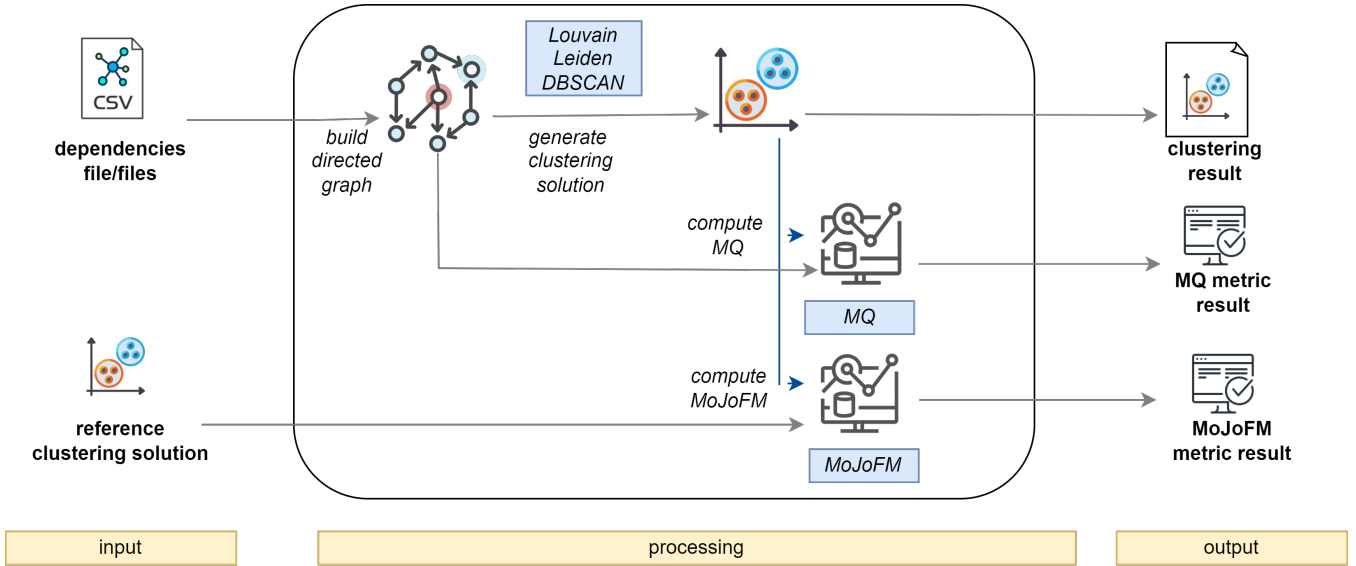 CSV
dependencies
file/files
build
directed
graph
Louvain
Leiden
DBSCAN
generate
clustering
solution
clustering
result
compute
MQ
MQ
MQ metric
result
reference
clustering solution
compute
MoJoFM
MoJoFM
MoJoFM
metric result
input
processing
output